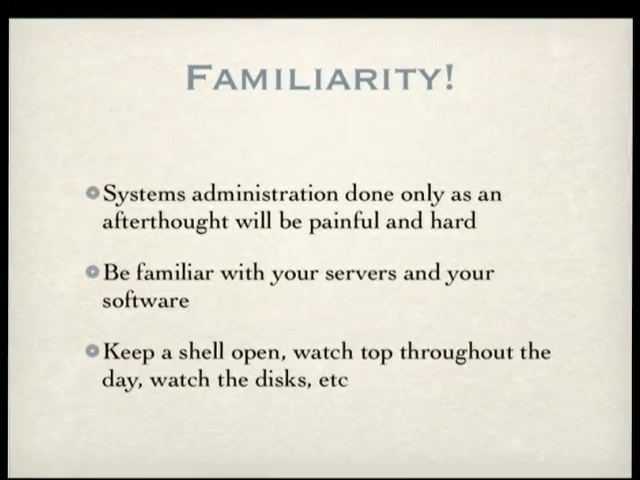 FAMILIARITY!
Systems administration done only as an
afterthought will be painful and hard
Be familiar with your servers and your
software
Keep a shell open, watch top throughout the
day, watch the disks, etc